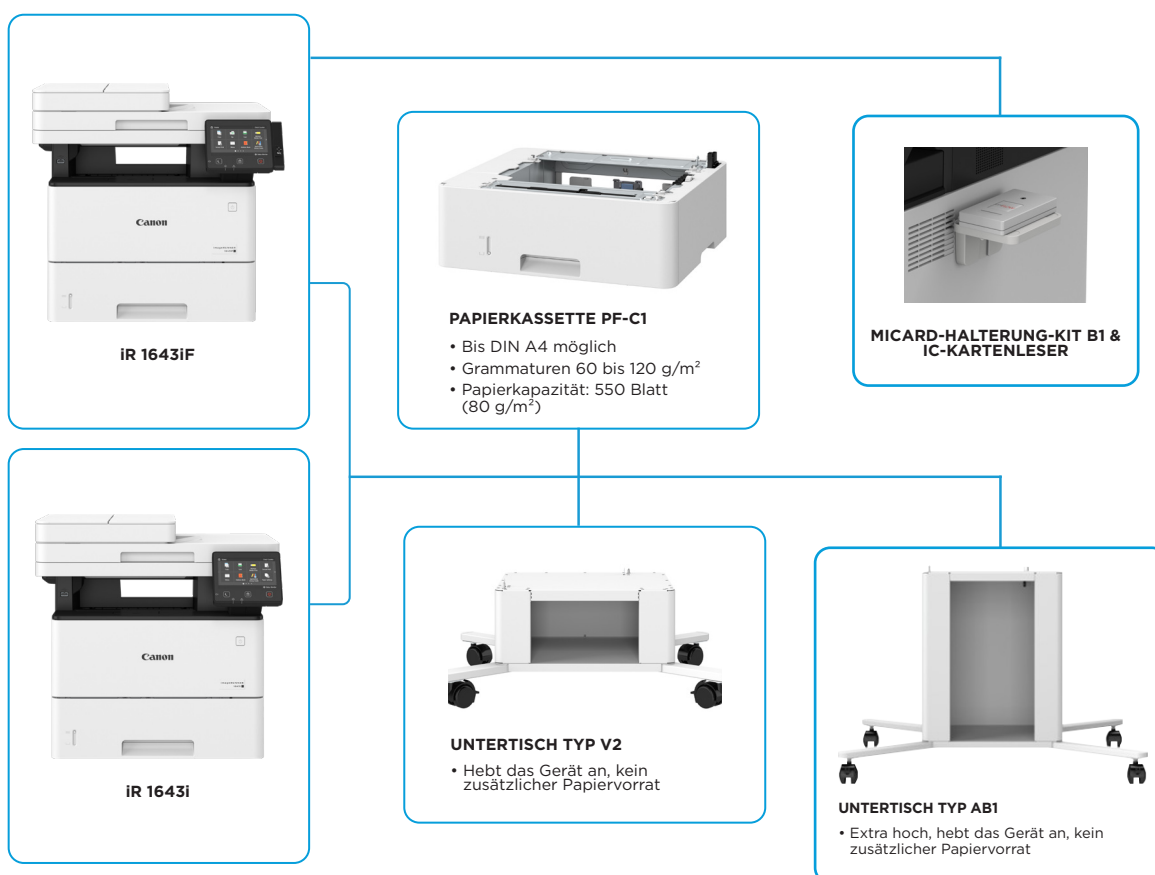 Canon
iR 1643iF
PAPIERKASSETTE PF-C1
• Bis DIN A4 möglich
• Grammaturen 60 bis 120 g/m²
• Papierkapazität: 550 Blatt
(80 g/m²)
MICARD-HALTERUNG-KIT B1 &
IC-KARTENLESER
Canon
iR 1643i
UNTERTISCH TYP V2
• Hebt das Gerät an, kein
zusätzlicher Papiervorrat
UNTERTISCH TYP AB1
• Extra hoch, hebt das Gerät an, kein
zusätzlicher Papiervorrat